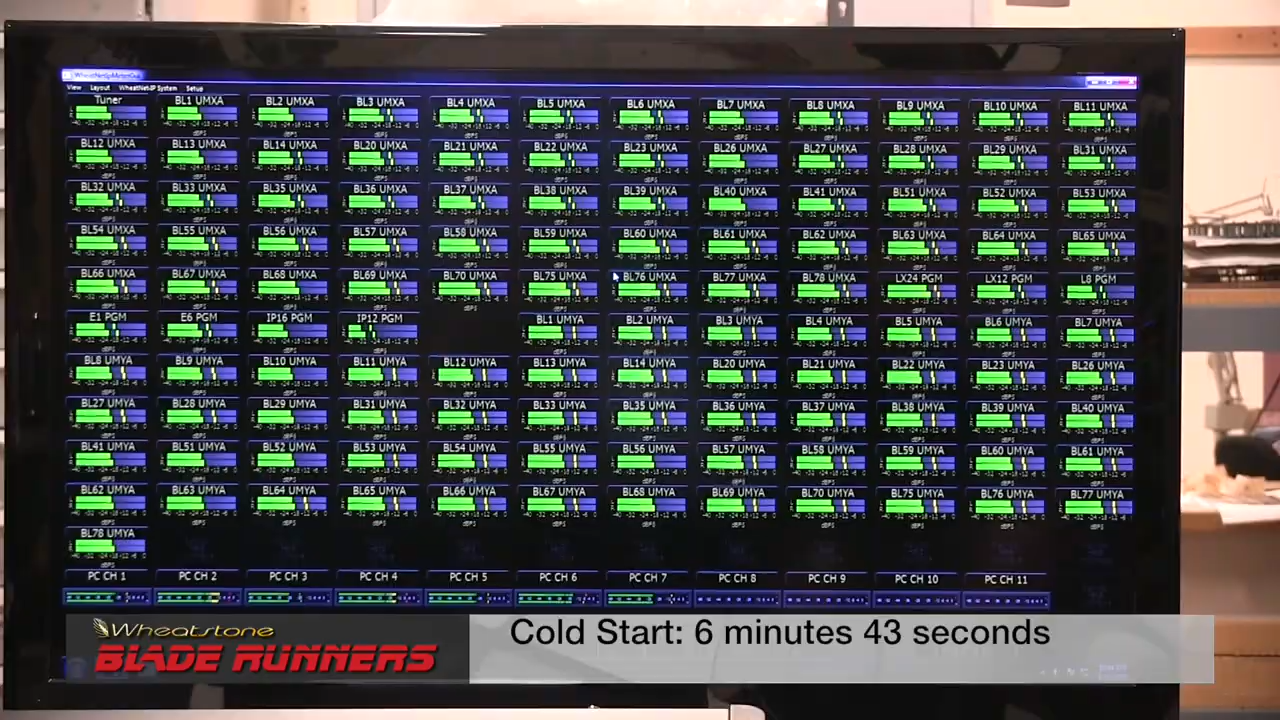 WheatNetIpMeterGui
View Layout WheatNet-IP System Setup
Tuner BL1 UMXA BL2 UMXA BL3 UMXA BL4 UMXA BL5 UMXA BL6 UMXA BL7 UMXA BL8 UMXA BL9 UMXA BL10 UMXA BL11 UMXA
BL12 UMXA BL13 UMXA BL14 UMXA BL20 UMXA BL21 UMXA BL22 UMXA BL23 UMXA BL26 UMXA BL27 UMXA BL28 UMXA BL29 UMXA BL31 UMXA
BL32 UMXA BL33 UMXA BL35 UMXA BL36 UMXA BL37 UMXA BL38 UMXA BL39 UMXA BL40 UMXA BL41 UMXA BL51 UMXA BL52 UMXA BL53 UMXA
BL54 UMXA BL55 UMXA BL56 UMXA BL57 UMXA BL58 UMXA BL59 UMXA BL60 UMXA BL61 UMXA BL62 UMXA BL63 UMXA BL64 UMXA BL65 UMXA
BL66 UMXA BL67 UMXA BL68 UMXA BL69 UMXA BL70 UMXA BL75 UMXA BL76 UMXA BL77 UMXA BL78 UMXA LX24 PGM LX12 PGM L8 PGM
E1 PGM E6 PGM IP16 PGM IP12 PGM BL1 UMYA BL2 UMYA BL3 UMYA BL4 UMYA BL5 UMYA BL6 UMYA BL7 UMYA
BL8 UMYA BL9 UMYA BL10 UMYA BL11 UMYA BL12 UMYA BL13 UMYA BL14 UMYA BL20 UMYA BL21 UMYA BL22 UMYA BL23 UMYA BL26 UMYA
BL27 UMYA BL28 UMYA BL29 UMYA BL31 UMYA BL32 UMYA BL33 UMYA BL35 UMYA BL36 UMYA BL37 UMYA BL38 UMYA BL39 UMYA BL40 UMYA
BL41 UMYA BL51 UMYA BL52 UMYA BL53 UMYA BL54 UMYA BL55 UMYA BL56 UMYA BL57 UMYA BL58 UMYA BL59 UMYA BL60 UMYA BL61 UMYA
BL62 UMYA BL63 UMYA BL64 UMYA BL65 UMYA BL66 UMYA BL67 UMYA BL68 UMYA BL69 UMYA BL70 UMYA BL75 UMYA BL76 UMYA BL77 UMYA
BL78 UMYA
PC CH 1 PC CH 2 PC CH 3 PC CH 4 PC CH 5 PC CH 6 PC CH 7 PC CH 8 PC CH 9 PC CH 10 PC CH 11
Wheatstone
BLADE RUNNERS
Cold Start: 6 minutes 43 seconds